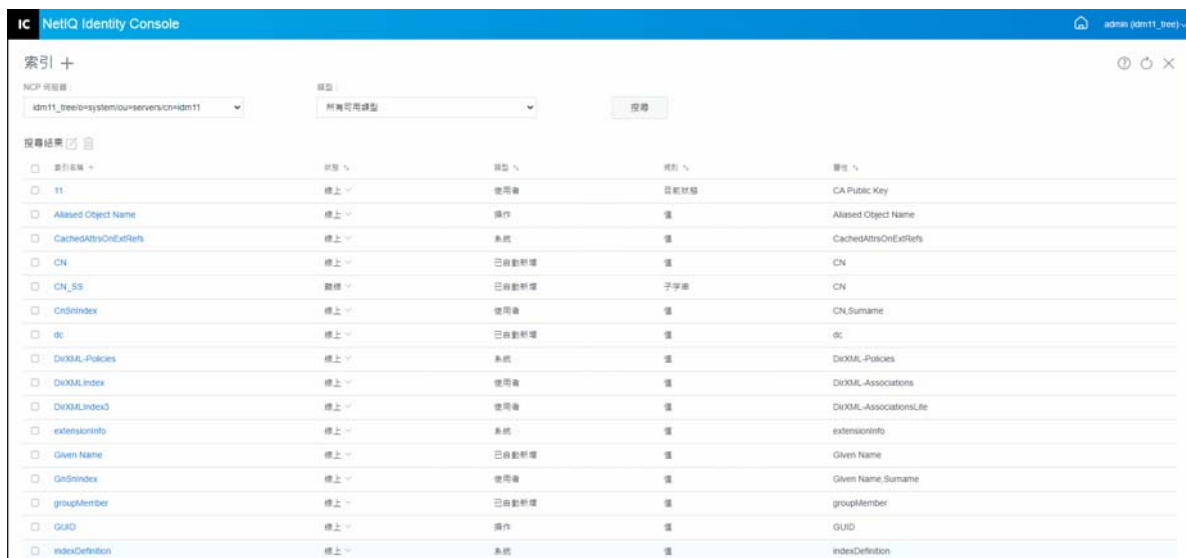 IC NetIQ Identity Console admin (idm11_tree)
索引
NCP 伺服器： 類型：
idm11_tree/o=system/ou=servers/cn=idm11 所有可用類型 搜尋
搜尋結果
索引名稱 狀態 類型 規則 屬性
11 線上 使用者 目前狀態 CA Public Key
Aliased Object Name 線上 操作 值 Aliased Object Name
CachedAttrsOnExtRefs 線上 系統 值 CachedAttrsOnExtRefs
CN 線上 已自動新增 值 CN
CN_SS 離線 已自動新增 子字串 CN
CnSnIndex 線上 使用者 值 CN,Surname
dc 線上 已自動新增 值 dc
DirXML-Policies 線上 系統 值 DirXML-Policies
DirXMLIndex 線上 使用者 值 DirXML-Associations
DirXMLIndex3 線上 使用者 值 DirXML-AssociationsLite
extensionInfo 線上 系統 值 extensionInfo
Given Name 線上 已自動新增 值 Given Name
GnSnIndex 線上 使用者 值 Given Name,Surname
groupMember 線上 已自動新增 值 groupMember
GUID 線上 操作 值 GUID
indexDefinition 線上 系統 值 indexDefinition